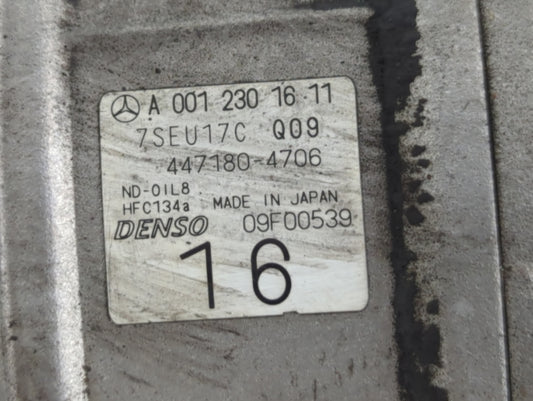 A 001 230 16 11
7SEU17C Q09
447180-4706
ND-OIL8
HFC134a MADE IN JAPAN
DENSO 09F00539
16